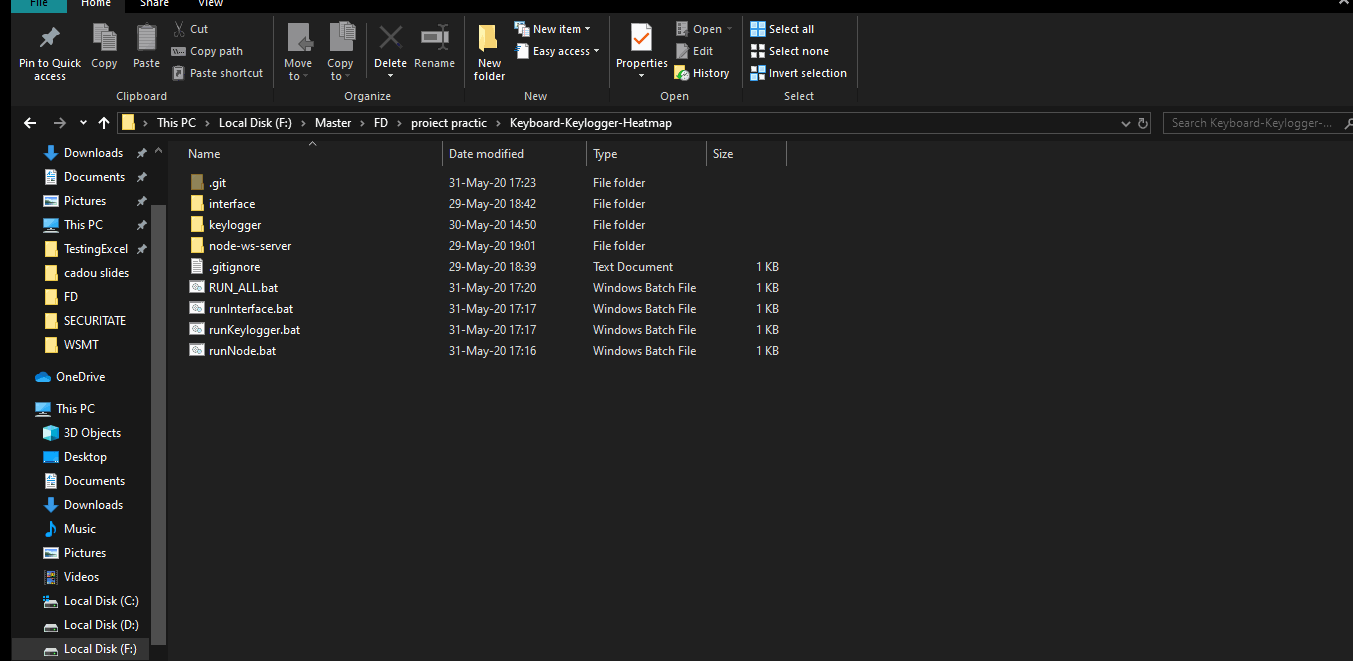 File Home Share View
Cut
Copy path
Paste shortcut
Pin to Quick access
Copy
Paste
Clipboard
Move to
Copy to
Delete
Rename
Organize
New folder
New item
Easy access
New
Properties
Open
Edit
History
Open
Select all
Select none
Invert selection
Select
This PC Local Disk (F:) Master FD proiect practic Keyboard-Keylogger-Heatmap
Search Keyboard-Keylogger-...
Downloads
Documents
Pictures
This PC
TestingExcel
cadou slides
FD
SECURITATE
WSMT
OneDrive
This PC
3D Objects
Desktop
Documents
Downloads
Music
Pictures
Videos
Local Disk (C:)
Local Disk (D:)
Local Disk (F:)
Name Date modified Type Size
.git 31-May-20 17:23 File folder
interface 29-May-20 18:42 File folder
keylogger 30-May-20 14:50 File folder
node-ws-server 29-May-20 19:01 File folder
.gitignore 29-May-20 18:39 Text Document 1 KB
RUN_ALL.bat 31-May-20 17:20 Windows Batch File 1 KB
runInterface.bat 31-May-20 17:17 Windows Batch File 1 KB
runKeylogger.bat 31-May-20 17:17 Windows Batch File 1 KB
runNode.bat 31-May-20 17:16 Windows Batch File 1 KB